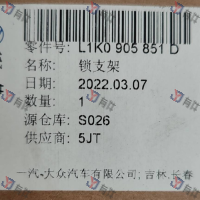 零件号: L1K0 905 851 D
名称: 锁支架
日期: 2022.03.07
数量: 1
源仓库: S026
供应商: 5JT
一汽-大众汽车有限公司; 吉林.长春